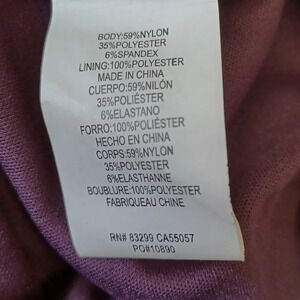 BODY:59%NYLON
35%POLYESTER
6%SPANDEX
LINING:100%POLYESTER
MADE IN CHINA
CUERPO:59%NILÓN
35%POLIÉSTER
6%ELASTANO
FORRO:100%POLIÉSTER
HECHO EN CHINA
CORPS:59%NYLON
35%POLYESTER
6%ELASTHANNE
BOUBLURE:100%POLYESTER
FABRIQUEAU CHINE
RN# 83299 CA55057
PO#10890